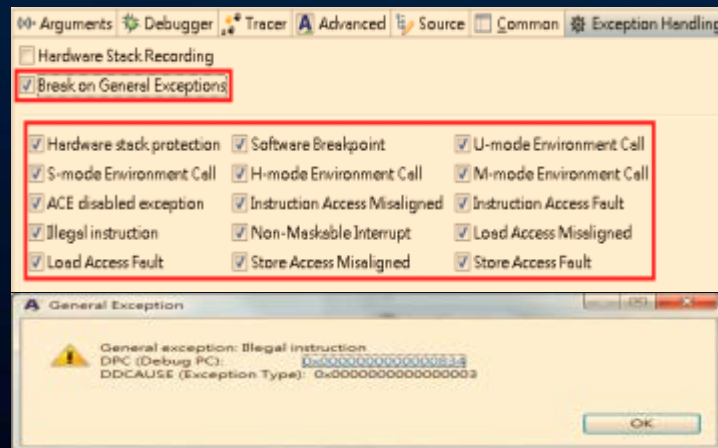 (x)= Arguments Debugger Tracer Advanced Source Common Exception Handling
Hardware Stack Recording
Break on General Exceptions
Hardware stack protection Software Breakpoint U-mode Environment Call
S-mode Environment Call H-mode Environment Call M-mode Environment Call
ACE disabled exception Instruction Access Misaligned Instruction Access Fault
Illegal instruction Non-Maskable Interrupt Load Access Misaligned
Load Access Fault Store Access Misaligned Store Access Fault
General Exception
General exception: Illegal instruction
DPC (Debug PC): 0x0000000000000834
DDCAUSE (Exception Type): 0x0000000000000003
OK